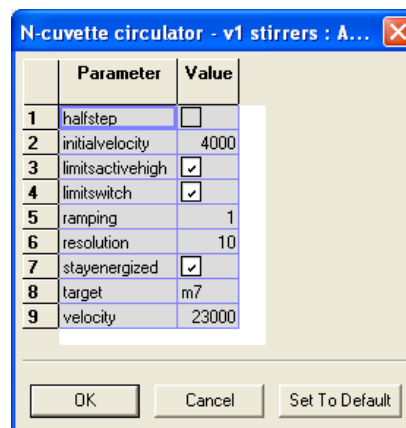 N-cuvette circulator - v1 stirrers : A...
Parameter Value
1 halfstep
2 initialvelocity 4000
3 limitsactivehigh
4 limitswitch
5 ramping 1
6 resolution 10
7 stayenergized
8 target m7
9 velocity 23000
OK Cancel Set To Default